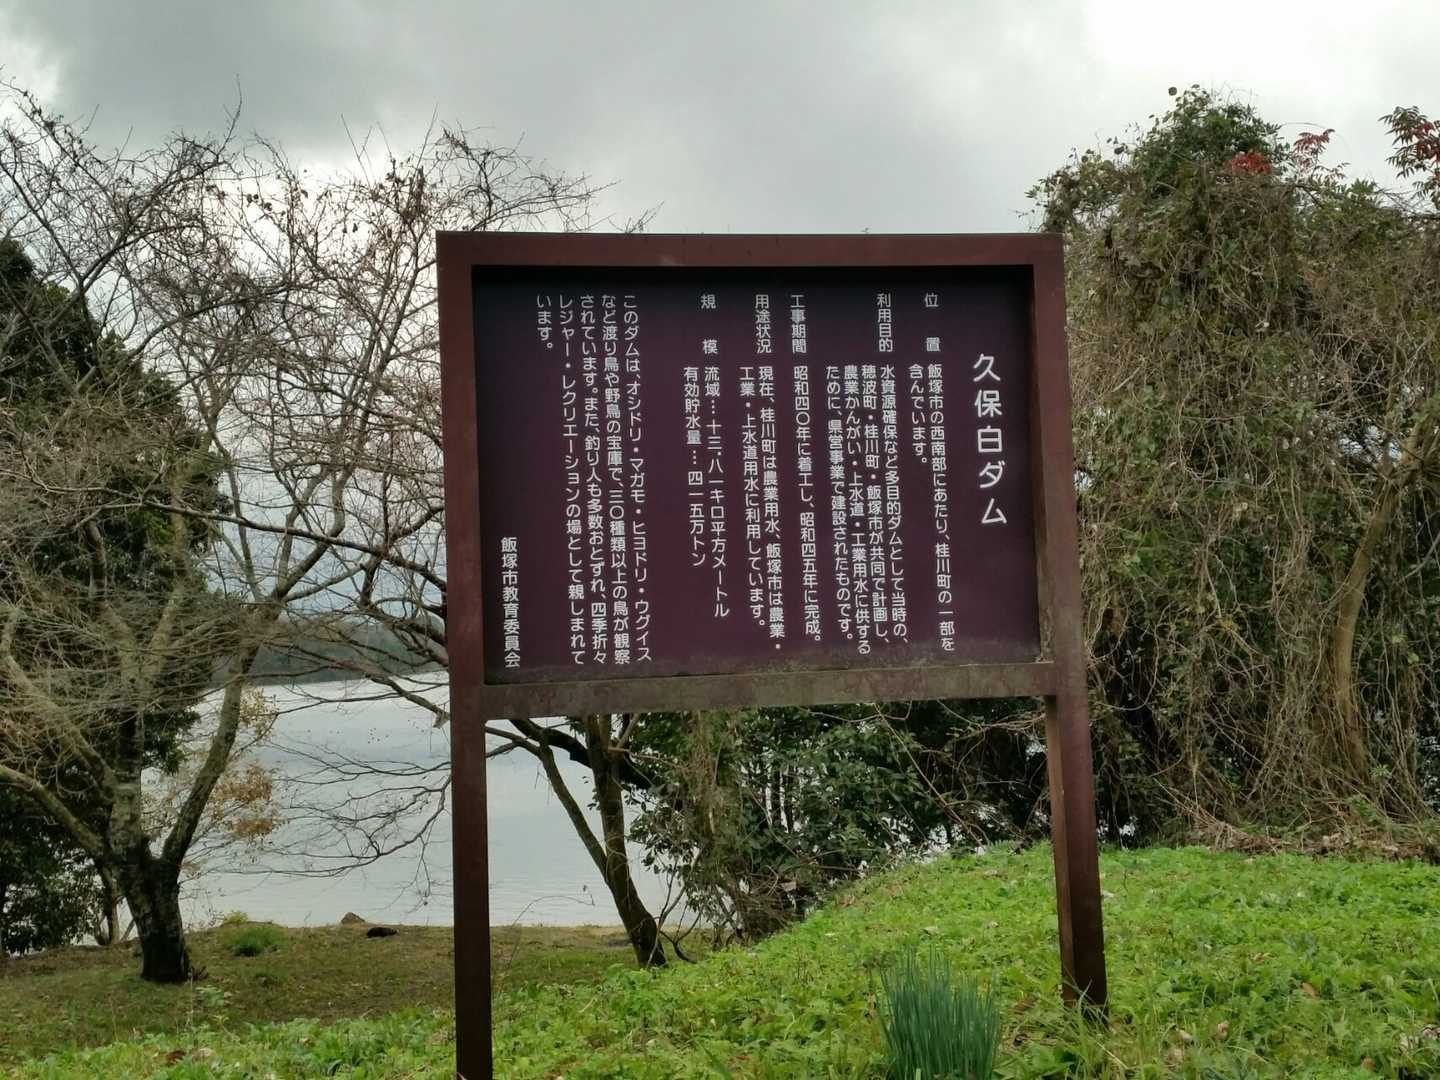 久保白ダム
位　置　飯塚市の西南部にあたり、桂川町の一部を
含んでいます。
利用目的　水資源確保など多目的ダムとして当時の、
穂波町・桂川町・飯塚市が共同で計画し、
農業かんがい・上水道・工業用水に供する
ために、県営事業で建設されたものです。
工事期間　昭和四〇年に着工し、昭和四五年に完成。
用途状況　現在、桂川町は農業用水、飯塚市は農業・
工業・上水道用水に利用しています。
規　模　流域…十三.八一キロ平方メートル
有効貯水量…四一五万トン
このダムは、オシドリ・マガモ・ヒヨドリ・ウグイス
など渡り鳥や野鳥の宝庫で、三〇種類以上の鳥が観察
されています。また、釣り人も多数おとずれ、四季折々
レジャー・レクリエーションの場として親しまれて
います。
飯塚市教育委員会